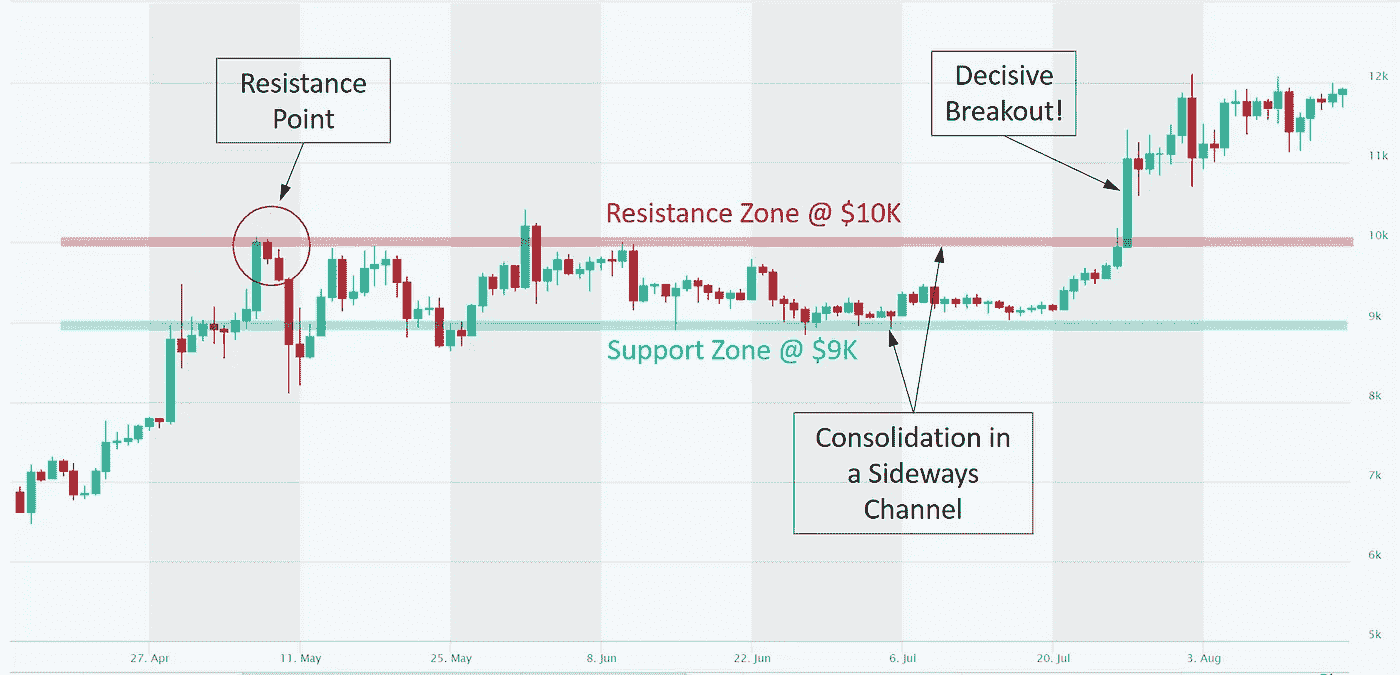 Resistance
Point
Decisive
Breakout!
Resistance Zone @ $10K
Support Zone @ $9K
Consolidation in
a Sideways
Channel
12k
11k
10k
9k
8k
7k
6k
5k
27. Apr
11. May
25. May
8. Jun
22. Jun
6. Jul
20. Jul
3. Aug